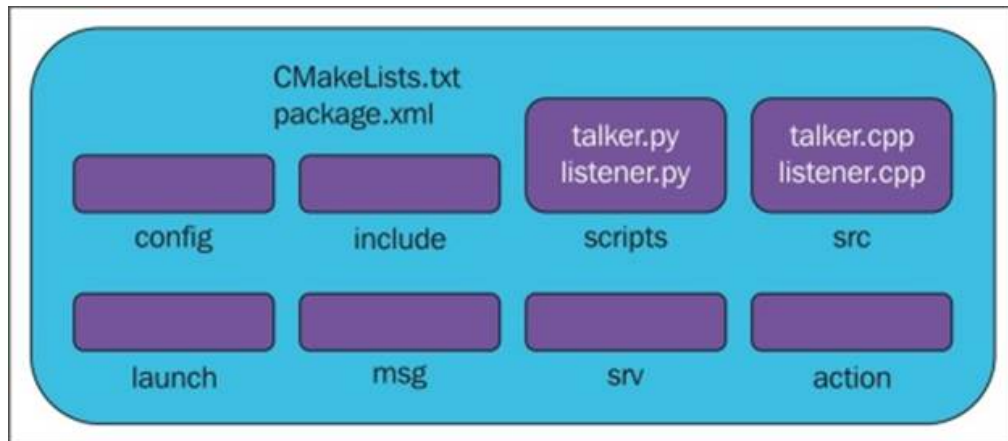 CMakeLists.txt
package.xml
talker.py
listener.py
talker.cpp
listener.cpp
config
include
scripts
src
launch
msg
srv
action